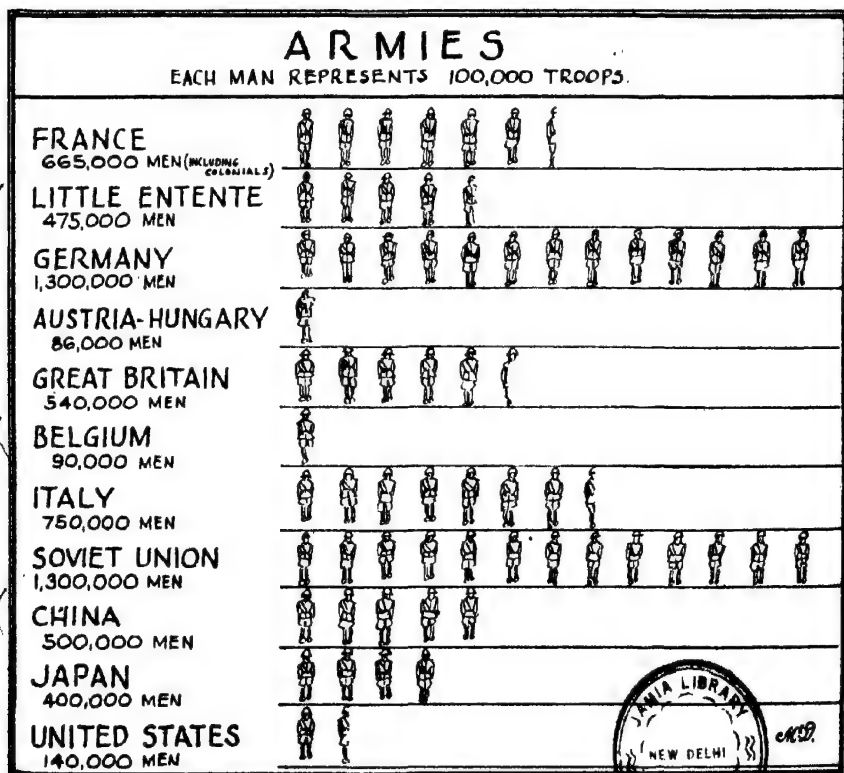 ARMIES
EACH MAN REPRESENTS 100,000 TROOPS.
FRANCE
665,000 MEN (INCLUDING COLONIALS)
LITTLE ENTENTE
475,000 MEN
GERMANY
1,300,000 MEN
AUSTRIA-HUNGARY
86,000 MEN
GREAT BRITAIN
540,000 MEN
BELGIUM
90,000 MEN
ITALY
750,000 MEN
SOVIET UNION
1,300,000 MEN
CHINA
500,000 MEN
JAPAN
400,000 MEN
UNITED STATES
140,000 MEN
AMIA LIBRARY
NEW DELHI